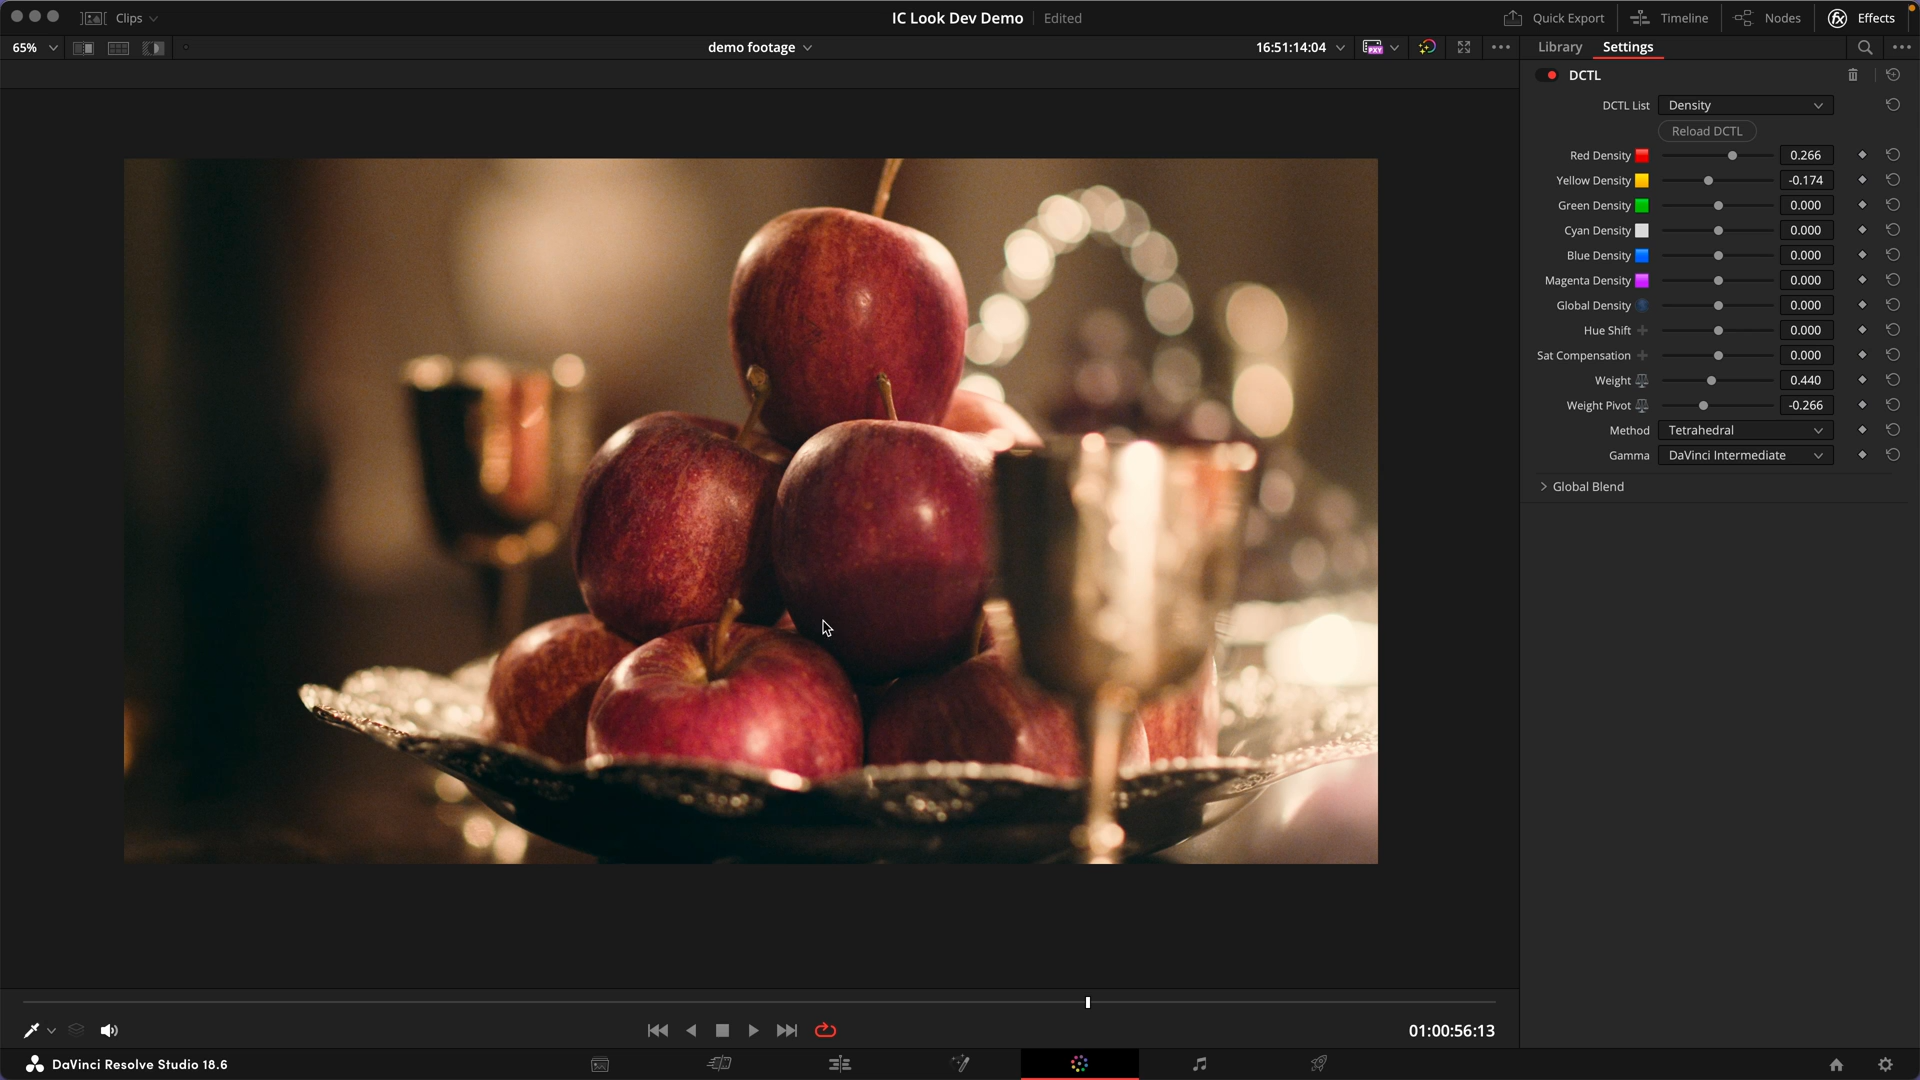 Clips
IC Look Dev Demo Edited
Quick Export Timeline Nodes Effects
65%
demo footage
16:51:14:04
PXY
Library Settings
DCTL
DCTL List Density
Reload DCTL
Red Density 0.266
Yellow Density -0.174
Green Density 0.000
Cyan Density 0.000
Blue Density 0.000
Magenta Density 0.000
Global Density 0.000
Hue Shift 0.000
Sat Compensation 0.000
Weight 0.440
Weight Pivot -0.266
Method Tetrahedral
Gamma DaVinci Intermediate
Global Blend
01:00:56:13
DaVinci Resolve Studio 18.6